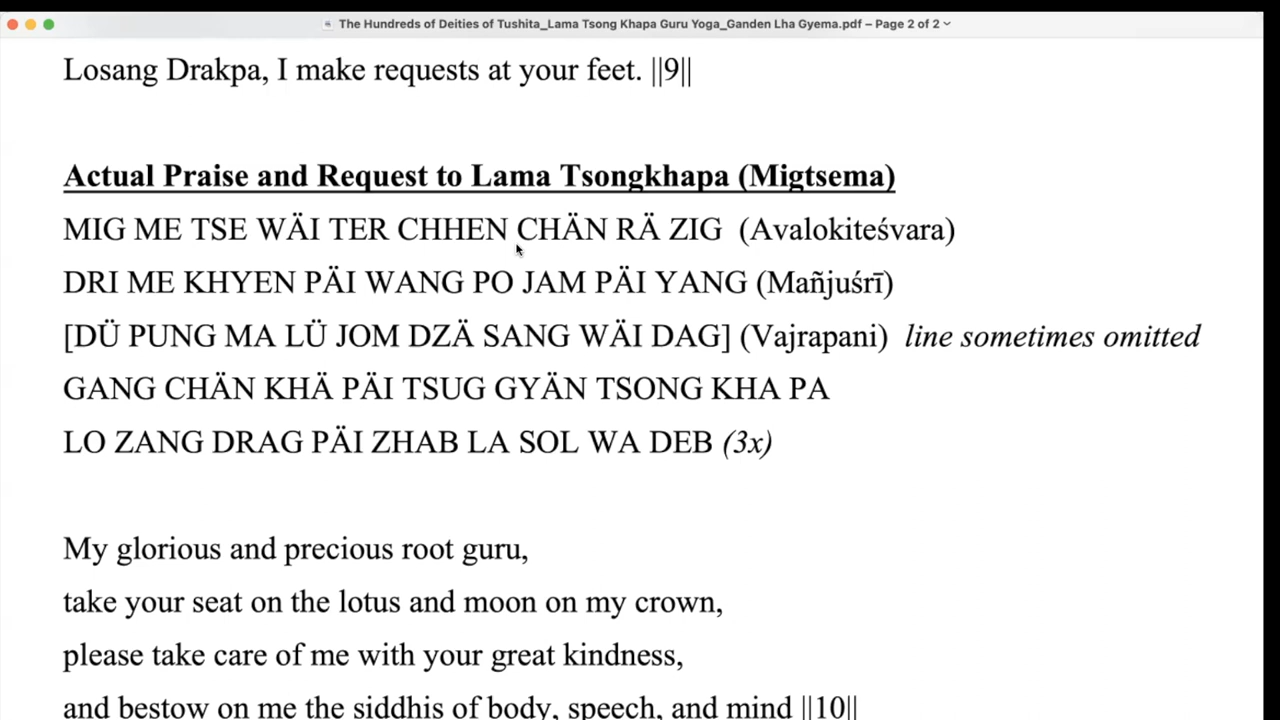 The Hundreds of Deities of Tushita_Lama Tsong Khapa Guru Yoga_Ganden Lha Gyema.pdf – Page 2 of 2
Losang Drakpa, I make requests at your feet. ||9||
Actual Praise and Request to Lama Tsongkhapa (Migtsema)
MIG ME TSE WÄI TER CHHEN CHÄN RÄ ZIG (Avalokiteśvara)
DRI ME KHYEN PÄI WANG PO JAM PÄI YANG (Mañjuśrī)
[DÜ PUNG MA LÜ JOM DZÄ SANG WÄI DAG] (Vajrapani) line sometimes omitted
GANG CHÄN KHÄ PÄI TSUG GYÄN TSONG KHA PA
LO ZANG DRAG PÄI ZHAB LA SOL WA DEB (3x)
My glorious and precious root guru,
take your seat on the lotus and moon on my crown,
please take care of me with your great kindness,
and bestow on me the siddhis of body, speech, and mind ||10||